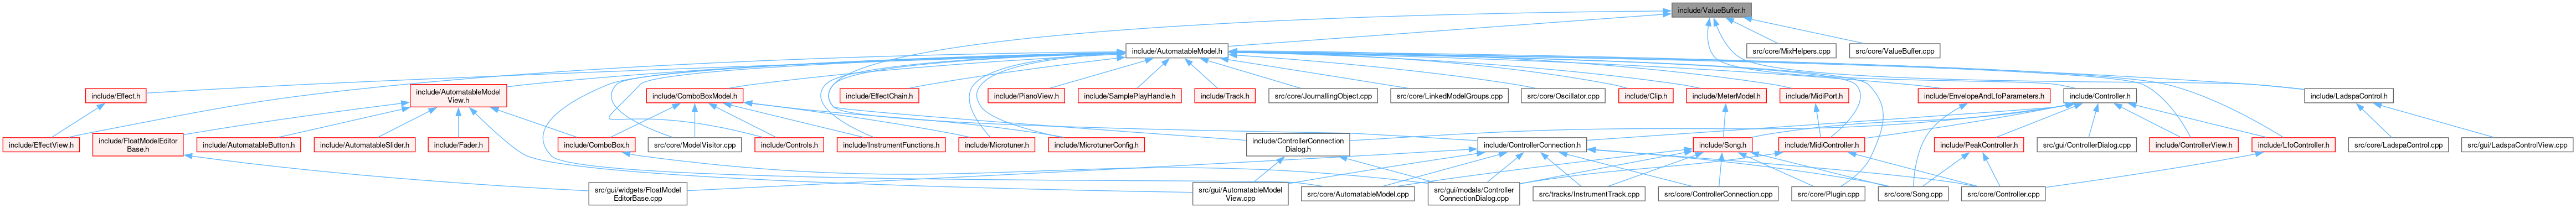 include/ValueBuffer.h
include/AutomatableModel.h
src/core/MixHelpers.cpp
src/core/ValueBuffer.cpp
include/Effect.h
include/AutomatableModel
View.h
include/ComboBoxModel.h
include/EffectChain.h
include/PianoView.h
include/SamplePlayHandle.h
include/Track.h
src/core/JournallingObject.cpp
src/core/LinkedModelGroups.cpp
src/core/Oscillator.cpp
include/Clip.h
include/MeterModel.h
include/MidiPort.h
include/EnvelopeAndLfoParameters.h
include/Controller.h
include/LadspaControl.h
include/EffectView.h
include/FloatModelEditor
Base.h
include/AutomatableButton.h
include/AutomatableSlider.h
include/Fader.h
include/ComboBox.h
src/core/ModelVisitor.cpp
include/Controls.h
include/InstrumentFunctions.h
include/Microtuner.h
include/MicrotunerConfig.h
include/ControllerConnection
Dialog.h
include/ControllerConnection.h
include/Song.h
include/MidiController.h
include/PeakController.h
src/gui/ControllerDialog.cpp
include/ControllerView.h
include/LfoController.h
src/core/LadspaControl.cpp
src/gui/LadspaControlView.cpp
src/gui/widgets/FloatModel
EditorBase.cpp
src/gui/AutomatableModel
View.cpp
src/core/AutomatableModel.cpp
src/gui/modals/Controller
ConnectionDialog.cpp
src/tracks/InstrumentTrack.cpp
src/core/ControllerConnection.cpp
src/core/Plugin.cpp
src/core/Song.cpp
src/core/Controller.cpp